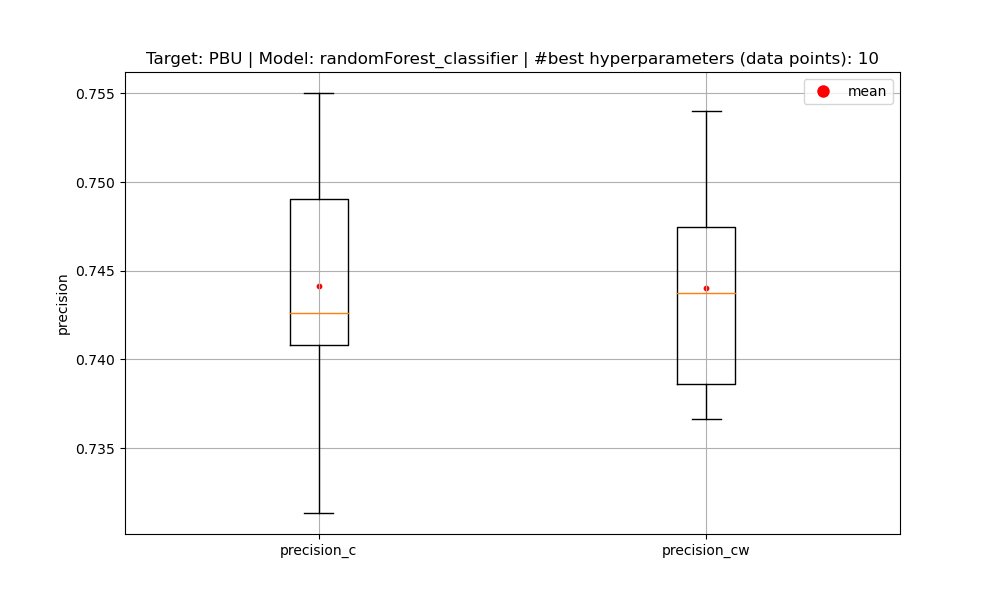 Target: PBU | Model: randomForest_classifier | #best hyperparameters (data points): 10
mean
0.755
0.750
0.745
0.740
0.735
precision
precision_c
precision_cw